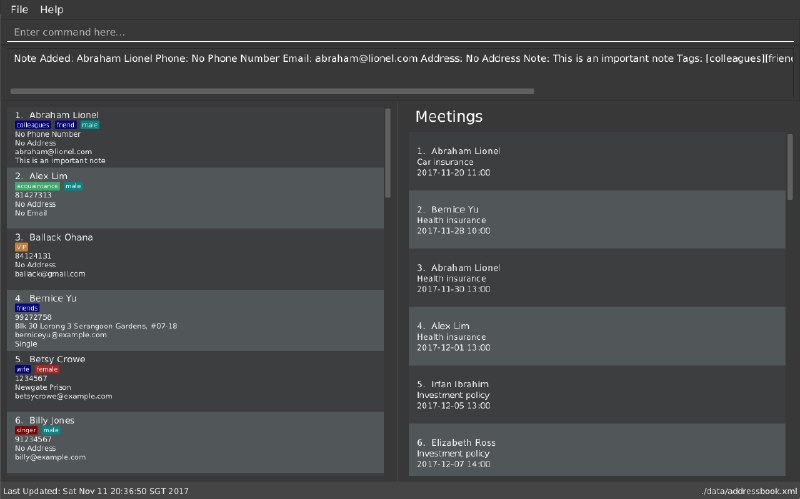 File Help
Enter command here...
Note Added: Abraham Lionel Phone: No Phone Number Email: abraham@lionel.com Address: No Address Note: This is an important note Tags: [colleagues][frien
1. Abraham Lionel
colleagues friend male
No Phone Number
No Address
abraham@lionel.com
This is an important note
2. Alex Lim
acquaintance male
81427313
No Address
No Email
3. Ballack Ohana
VIP
84124131
No Address
ballack@gmail.com
4. Bernice Yu
friends
99272758
Blk 30 Lorong 3 Serangoon Gardens, #07-18
berniceyu@example.com
Single
5. Betsy Crowe
wife female
1234567
Newgate Prison
betsycrowe@example.com
6. Billy Jones
singer male
91234567
No Address
billy@example.com
Meetings
1. Abraham Lionel
Car insurance
2017-11-20 11:00
2. Bernice Yu
Health insurance
2017-11-28 10:00
3. Abraham Lionel
Health insurance
2017-11-30 13:00
4. Alex Lim
Health insurance
2017-12-01 13:00
5. Irfan Ibrahim
Investment policy
2017-12-05 13:00
6. Elizabeth Ross
Investment policy
2017-12-07 14:00
Last Updated: Sat Nov 11 20:36:50 SGT 2017
./data/addressbook.xml